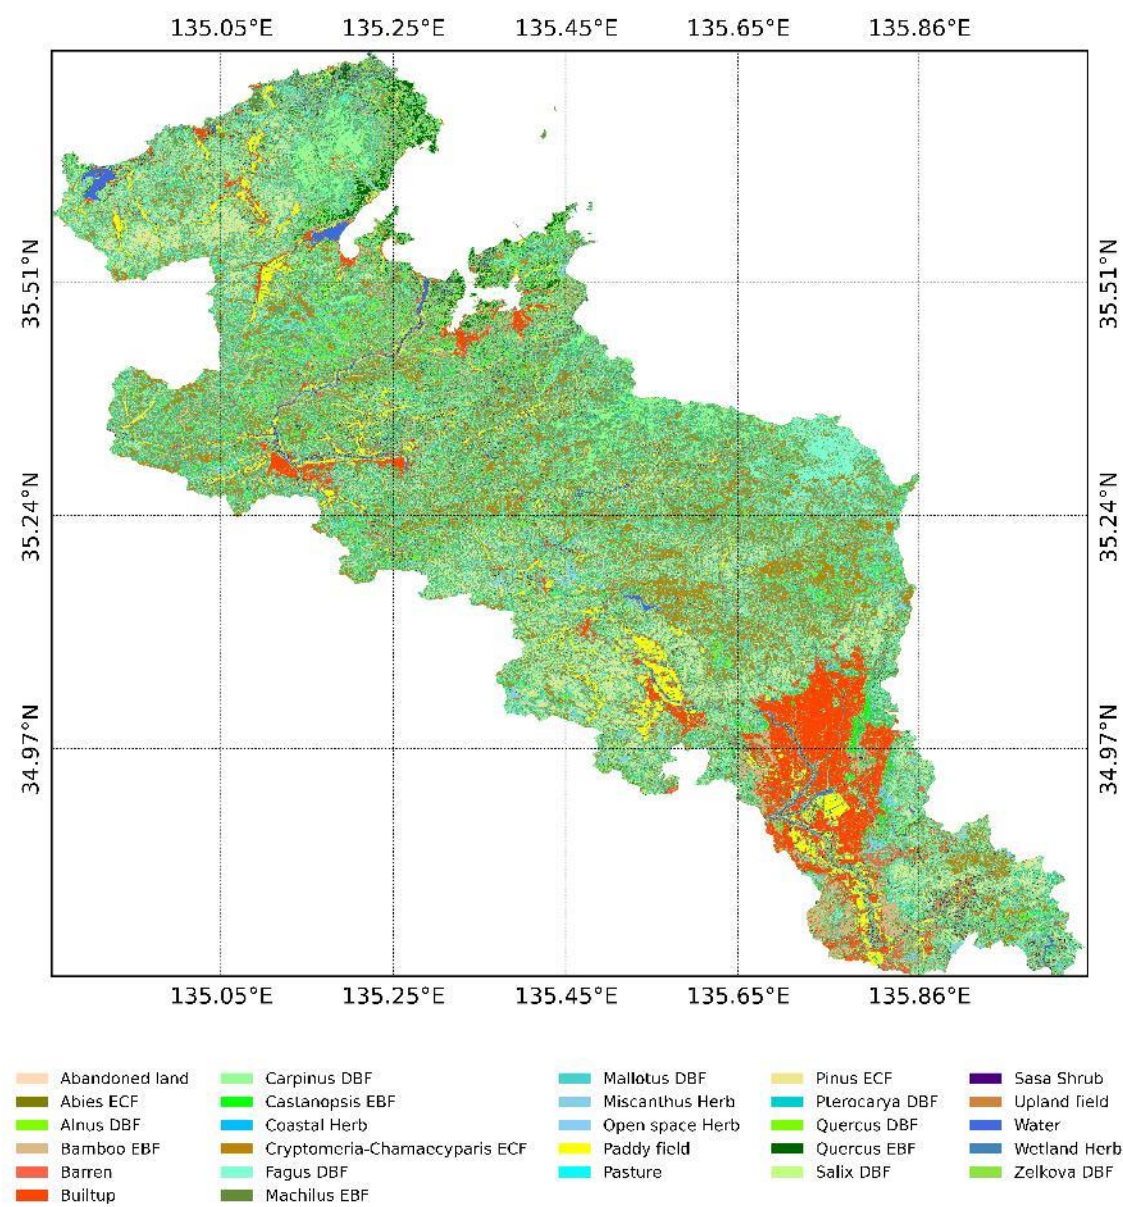 135.05°E 135.25°E 135.45°E 135.65°E 135.86°E
35.51°N 35.51°N
35.24°N 35.24°N
34.97°N 34.97°N
135.05°E 135.25°E 135.45°E 135.65°E 135.86°E
Abandoned land Carpinus DBF Mallotus DBF Pinus ECF Sasa Shrub
Abies ECF Castanopsis EBF Miscanthus Herb Pterocarya DBF Upland field
Alnus DBF Coastal Herb Open space Herb Quercus DBF Water
Bamboo EBF Cryptomeria-Chamaecyparis ECF Paddy field Quercus EBF Wetland Herb
Barren Fagus DBF Pasture Salix DBF Zelkova DBF
Builtup Machilus EBF